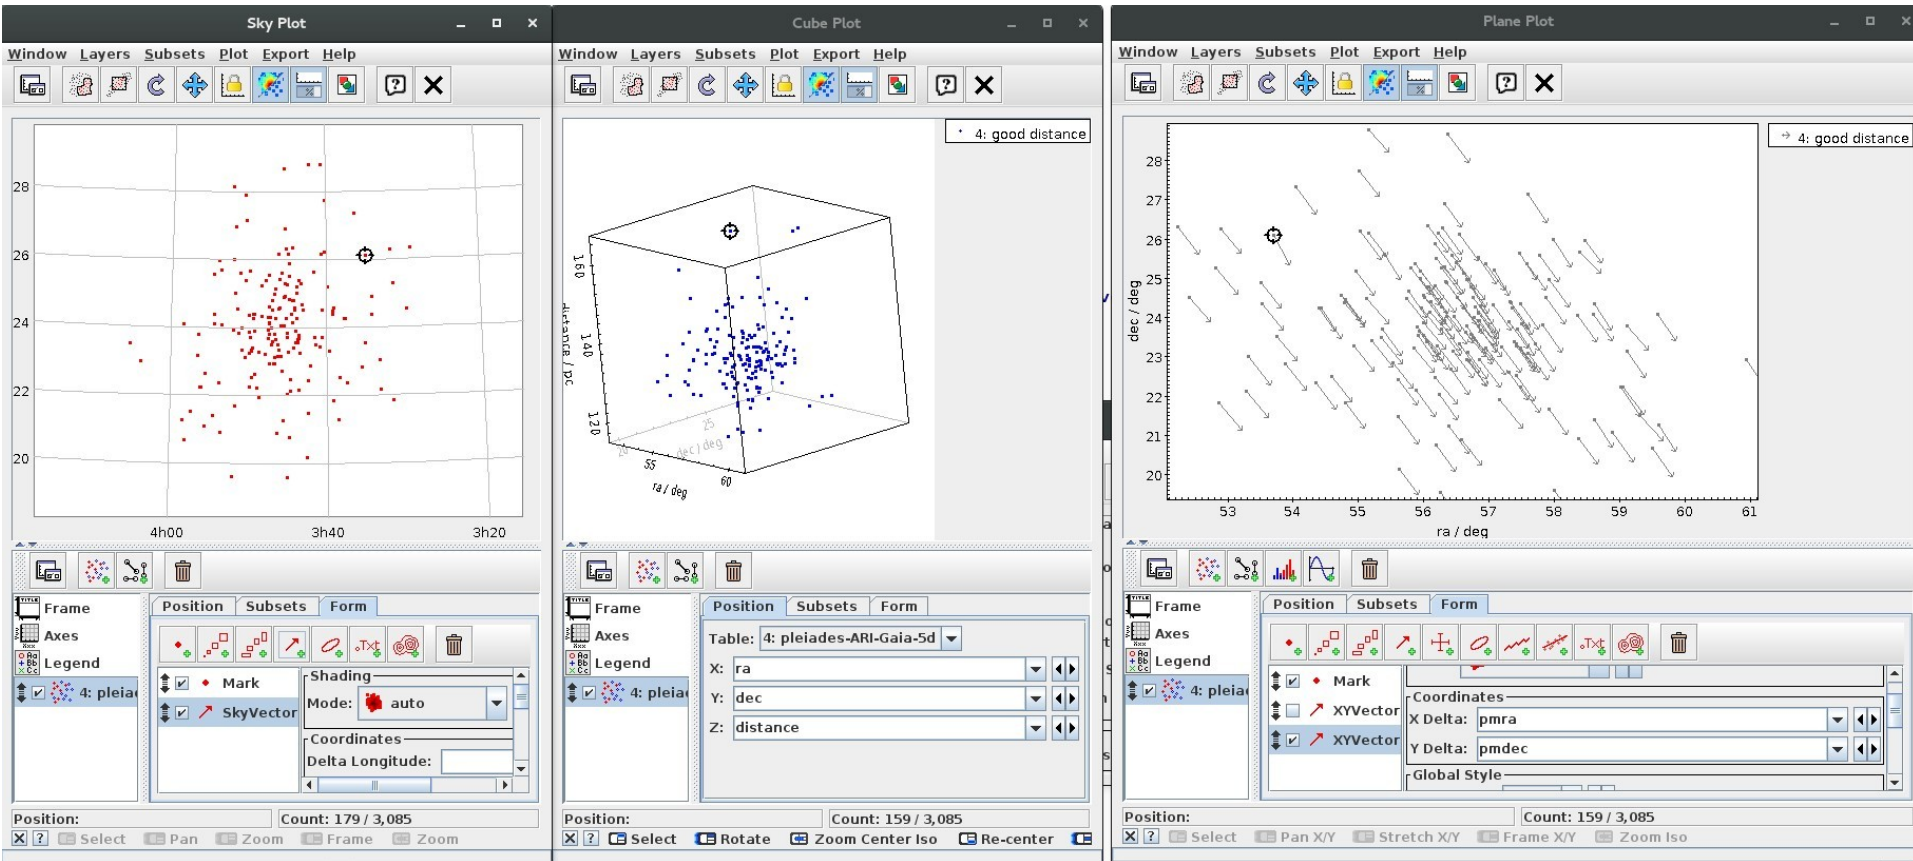 Sky Plot
Window Layers Subsets Plot Export Help
28
26
24
22
20
4h00 3h40 3h20
Frame
Axes
Legend
4: pleia
Position Subsets Form
Mark
SkyVector
Shading
Mode: auto
Coordinates
Delta Longitude:
Position: Count: 179 / 3,085
Select Pan Zoom Frame Zoom
Cube Plot
Window Layers Subsets Plot Export Help
4: good distance
160
140
120
distance / pc
20 25
dec / deg
55 60
ra / deg
Frame
Axes
Legend
4: pleia
Position Subsets Form
Table: 4: pleiades-ARI-Gaia-5d
X: ra
Y: dec
Z: distance
Position: Count: 159 / 3,085
Select Rotate Zoom Center Iso Re-center
Plane Plot
Window Layers Subsets Plot Export Help
4: good distance
28
27
26
25
24
23
22
21
20
dec / deg
53 54 55 56 57 58 59 60 61
ra / deg
Frame
Axes
Legend
4: pleia
Position Subsets Form
Mark
XYVector
XYVector
Coordinates
X Delta: pmra
Y Delta: pmdec
Global Style
Position: Count: 159 / 3,085
Select Pan X/Y Stretch X/Y Frame X/Y Zoom Iso